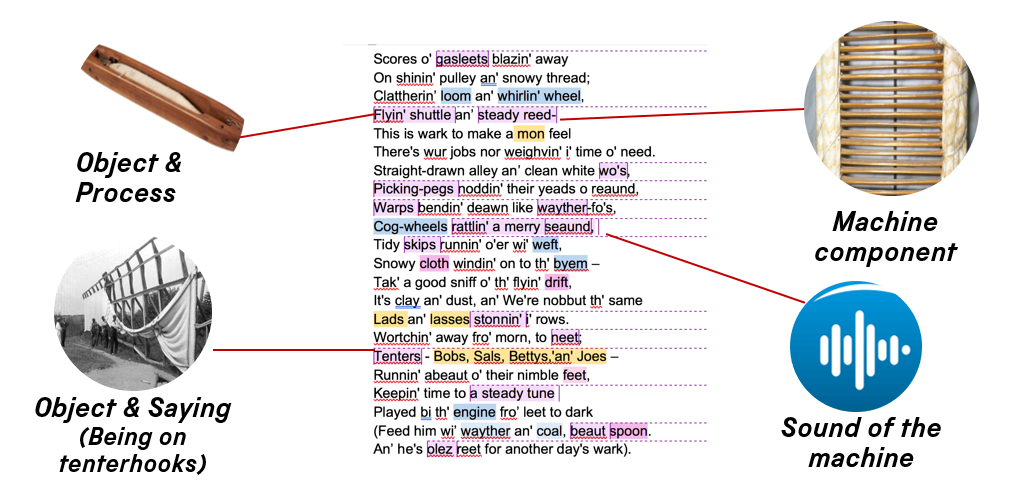 Scores o' gasleets blazin' away
On shinin' pulley an' snowy thread;
Clattherin' loom an' whirlin' wheel,
Flyin' shuttle an' steady reed-
This is wark to make a mon feel
There's wur jobs nor weighvin' i' time o' need.
Straight-drawn alley an' clean white wo's,
Picking-pegs noddin' their yeads o reaund,
Warps bendin' deawn like wayther-fo's,
Cog-wheels rattlin' a merry seaund,
Tidy skips runnin' o'er wi' weft,
Snowy cloth windin' on to th' byem –
Tak' a good sniff o' th' flyin' drift,
It's clay an' dust, an' We're nobbut th' same
Lads an' lasses stonnin' i' rows.
Wortchin' away fro' morn, to neet;
Tenters - Bobs, Sals, Bettys,'an' Joes –
Runnin' abeaut o' their nimble feet,
Keepin' time to a steady tune
Played bi th' engine fro' leet to dark
(Feed him wi' wayther an' coal, beaut spoon.
An' he's olez reet for another day's wark).
Object &
Process
Object & Saying
(Being on
tenterhooks)
Machine
component
Sound of the
machine